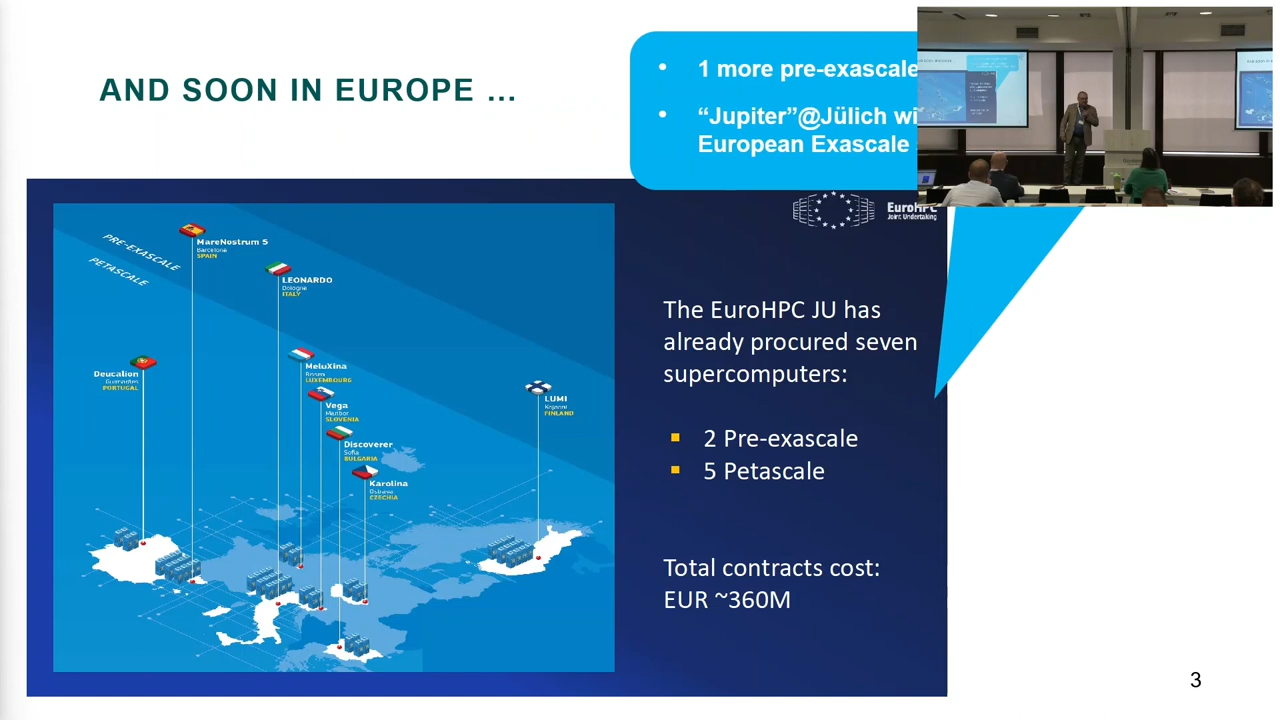 AND SOON IN EUROPE ...
• 1 more pre-exascale
• “Jupiter”@Jülich wi
European Exascale
EuroHPC
Joint Undertaking
PRE-EXASCALE
PETASCALE
MareNostrum 5
Barcelona
SPAIN
LEONARDO
Bologna
ITALY
Deucalion
Guimarães
PORTUGAL
MeluXina
Bissen
LUXEMBOURG
Vega
Maribor
SLOVENIA
LUMI
Kajaani
FINLAND
Discoverer
Sofia
BULGARIA
Karolina
Ostrava
CZECHIA
The EuroHPC JU has
already procured seven
supercomputers:
2 Pre-exascale
5 Petascale
Total contracts cost:
EUR ~360M
3